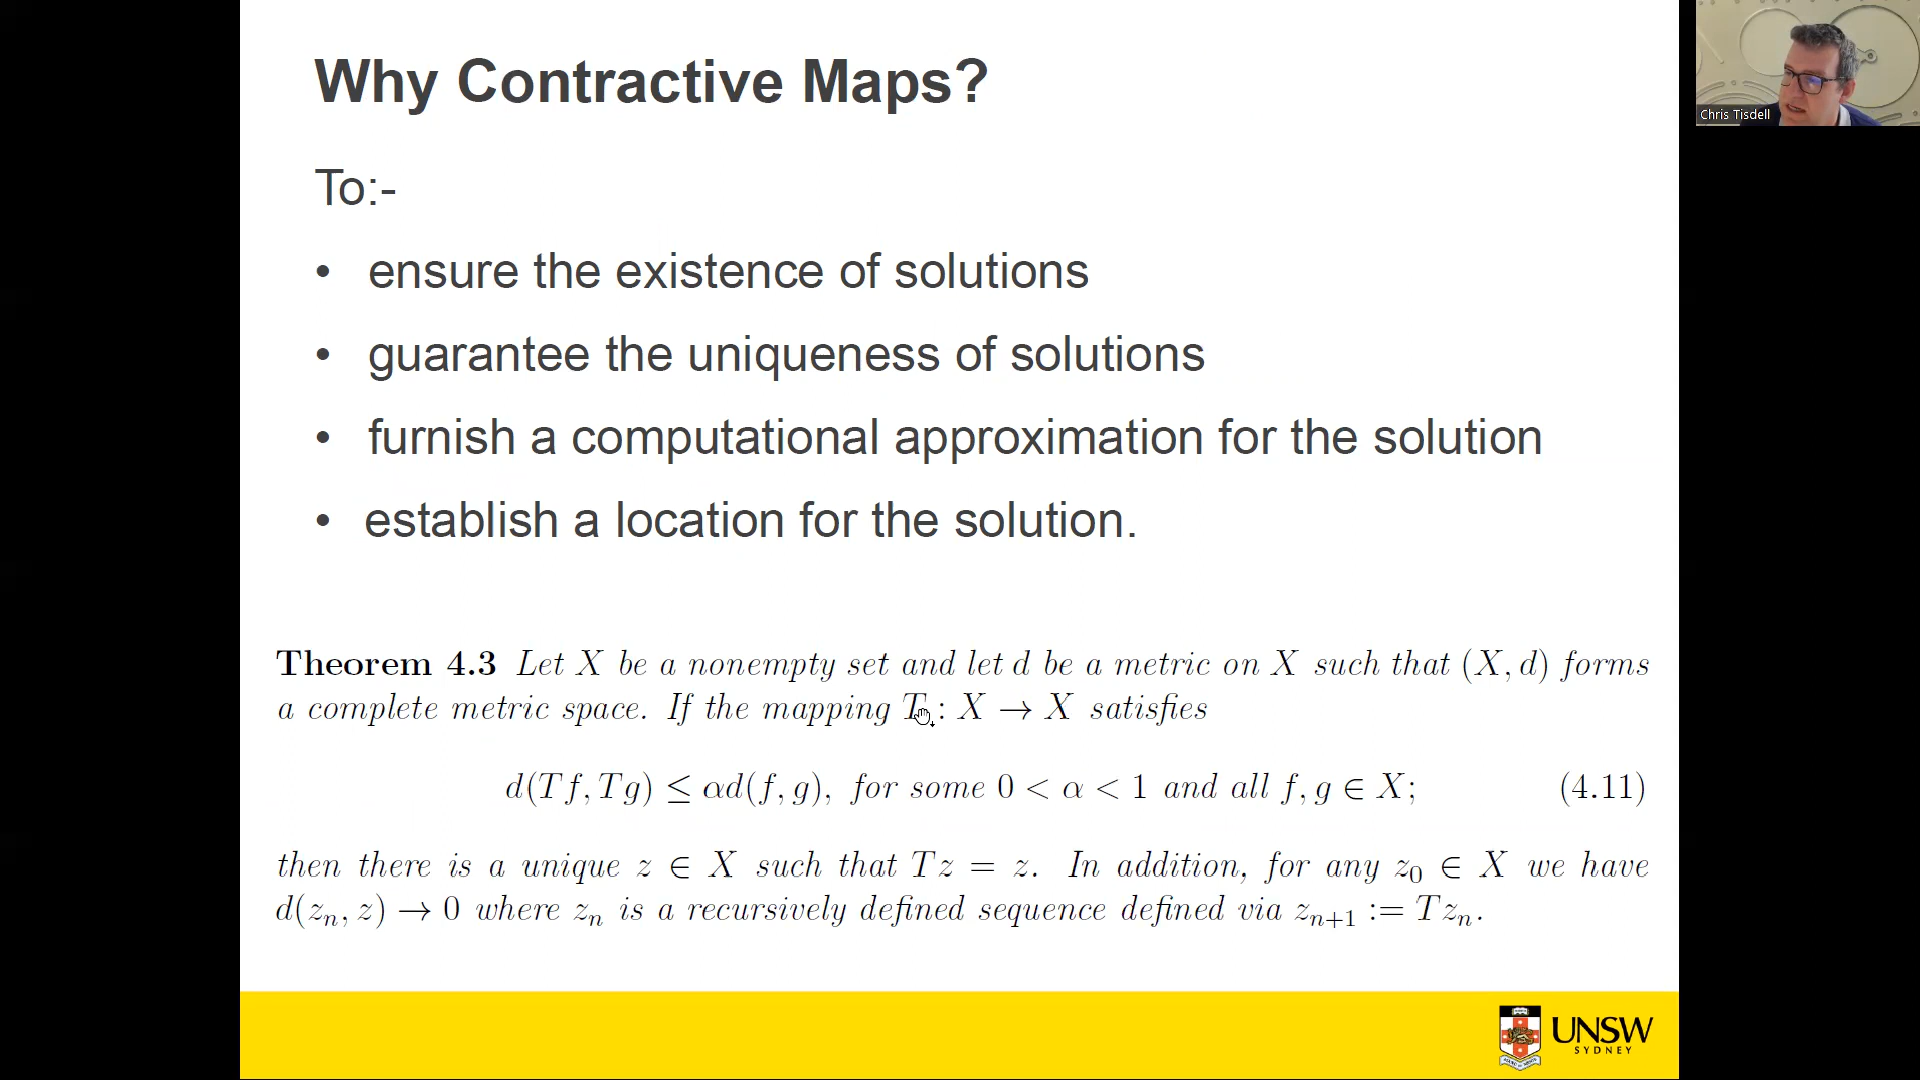 Why Contractive Maps?
Chris Tisdell
To:-
• ensure the existence of solutions
• guarantee the uniqueness of solutions
• furnish a computational approximation for the solution
• establish a location for the solution.
Theorem 4.3 Let X be a nonempty set and let d be a metric on X such that (X, d) forms
a complete metric space. If the mapping T : X → X satisfies
d(Tf, Tg) ≤ αd(f, g), for some 0 < α < 1 and all f, g ∈ X; (4.11)
then there is a unique z ∈ X such that Tz = z. In addition, for any z₀ ∈ X we have
d(zₙ, z) → 0 where zₙ is a recursively defined sequence defined via zₙ₊₁ := Tzₙ.
UNSW
SYDNEY